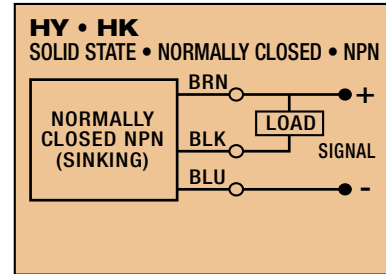 HY • HK
SOLID STATE • NORMALLY CLOSED • NPN
BRN
+
NORMALLY
CLOSED NPN
(SINKING)
LOAD
BLK
SIGNAL
BLU
-